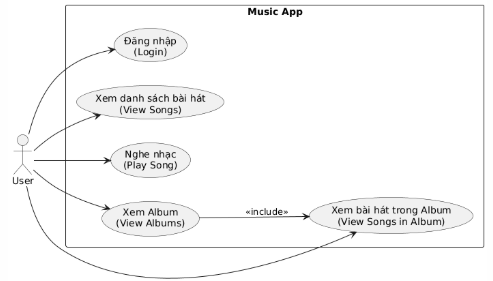 Music App
Đăng nhập
(Login)
Xem danh sách bài hát
(View Songs)
Nghe nhạc
(Play Song)
User
Xem Album
(View Albums)
«include»
Xem bài hát trong Album
(View Songs in Album)